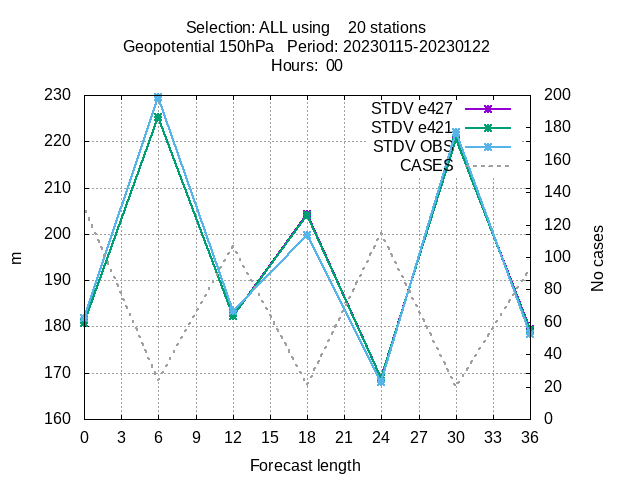 Selection: ALL using 20 stations
Geopotential 150hPa Period: 20230115-20230122
Hours: 00
230 200
STDV e427
220 180
STDV e421
STDV OBS
160
CASES
210 140
200 120
190 100
180 80
170 60
160 40
20
0
m
No cases
0 3 6 9 12 15 18 21 24 27 30 33 36
Forecast length